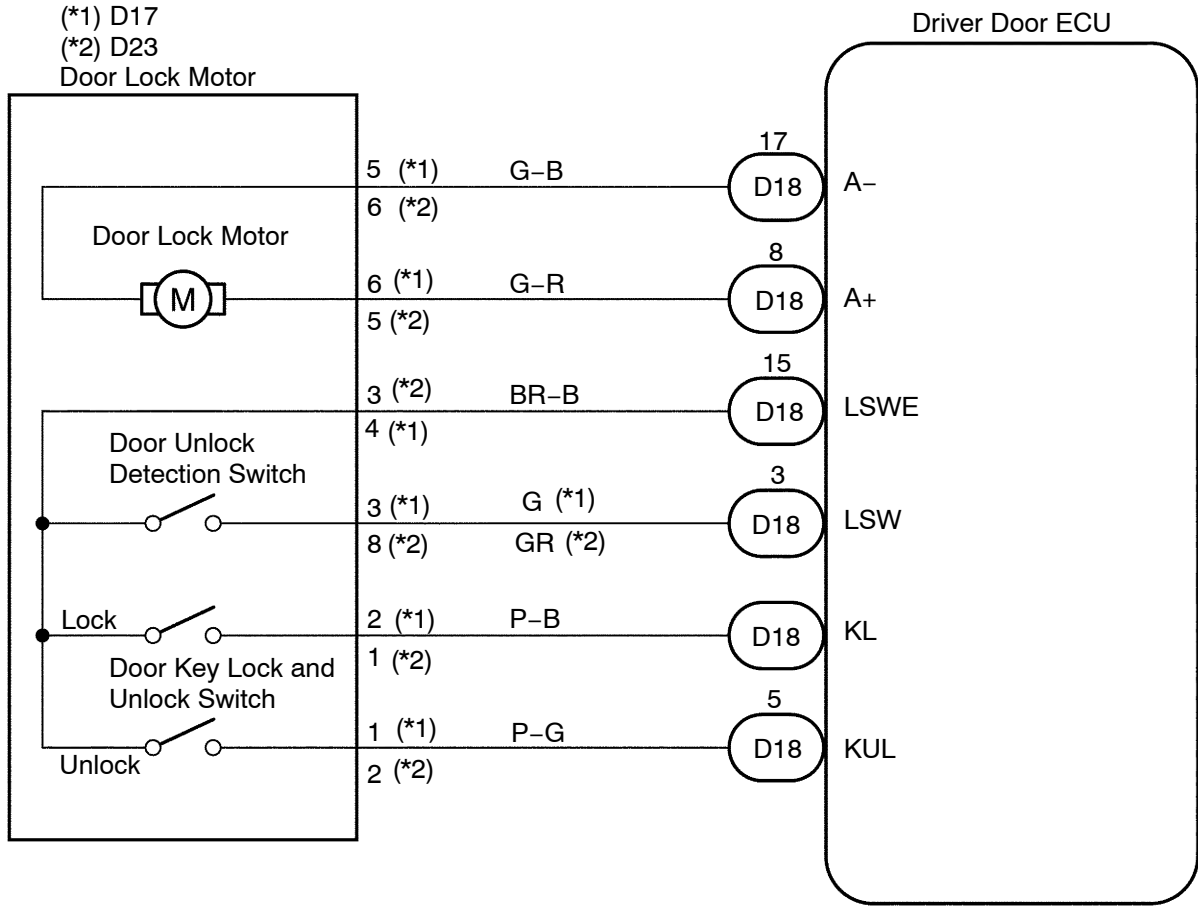 (*1) D17
(*2) D23
Door Lock Motor
Driver Door ECU
5 (*1) G–B
6 (*2)
17
D18
A–
Door Lock Motor
M
6 (*1) G–R
5 (*2)
8
D18
A+
3 (*2) BR–B
4 (*1)
15
D18
LSWE
Door Unlock
Detection Switch
3 (*1) G (*1)
8 (*2) GR (*2)
3
D18
LSW
Lock
2 (*1) P–B
1 (*2)
D18
KL
Door Key Lock and
Unlock Switch
Unlock
1 (*1) P–G
2 (*2)
5
D18
KUL